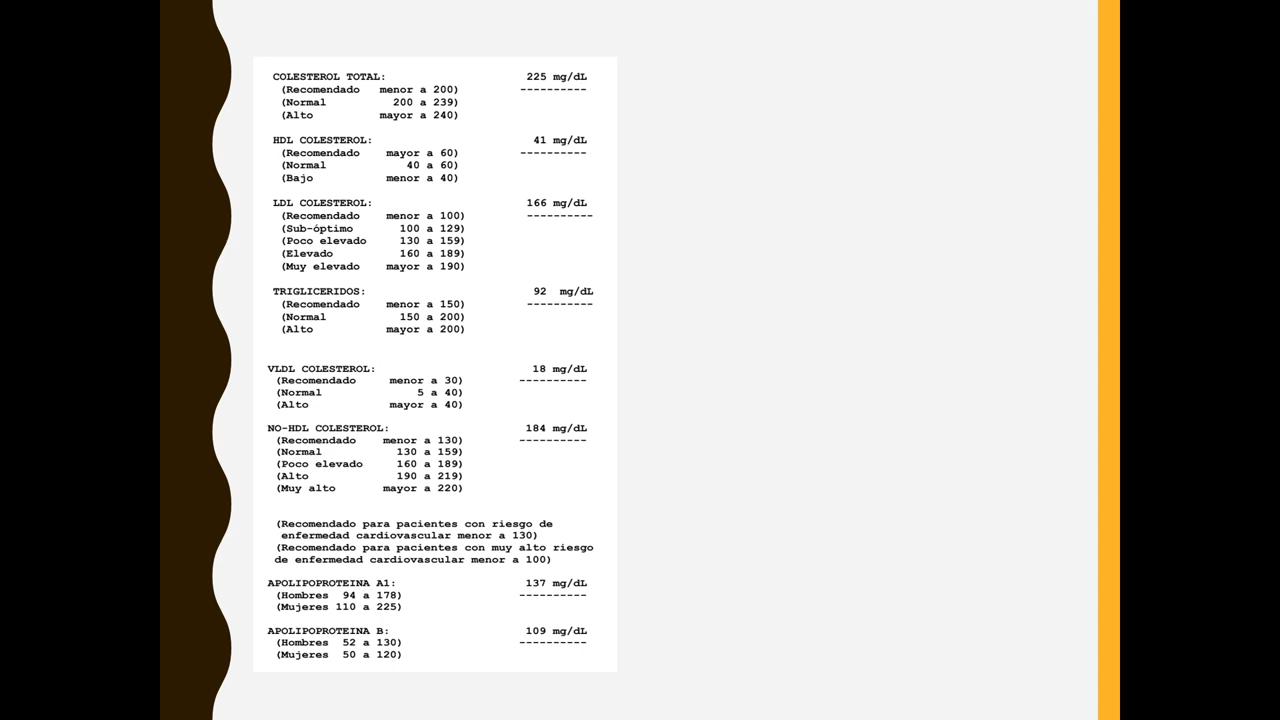 COLESTEROL TOTAL: 225 mg/dL
(Recomendado menor a 200) ----------
(Normal 200 a 239)
(Alto mayor a 240)
HDL COLESTEROL: 41 mg/dL
(Recomendado mayor a 60) ----------
(Normal 40 a 60)
(Bajo menor a 40)
LDL COLESTEROL: 166 mg/dL
(Recomendado menor a 100) ----------
(Sub-óptimo 100 a 129)
(Poco elevado 130 a 159)
(Elevado 160 a 189)
(Muy elevado mayor a 190)
TRIGLICERIDOS: 92 mg/dL
(Recomendado menor a 150) ----------
(Normal 150 a 200)
(Alto mayor a 200)
VLDL COLESTEROL: 18 mg/dL
(Recomendado menor a 30) ----------
(Normal 5 a 40)
(Alto mayor a 40)
NO-HDL COLESTEROL: 184 mg/dL
(Recomendado menor a 130) ----------
(Normal 130 a 159)
(Poco elevado 160 a 189)
(Alto 190 a 219)
(Muy alto mayor a 220)
(Recomendado para pacientes con riesgo de
enfermedad cardiovascular menor a 130)
(Recomendado para pacientes con muy alto riesgo
de enfermedad cardiovascular menor a 100)
APOLIPOPROTEINA A1: 137 mg/dL
(Hombres 94 a 178) ----------
(Mujeres 110 a 225)
APOLIPOPROTEINA B: 109 mg/dL
(Hombres 52 a 130) ----------
(Mujeres 50 a 120)